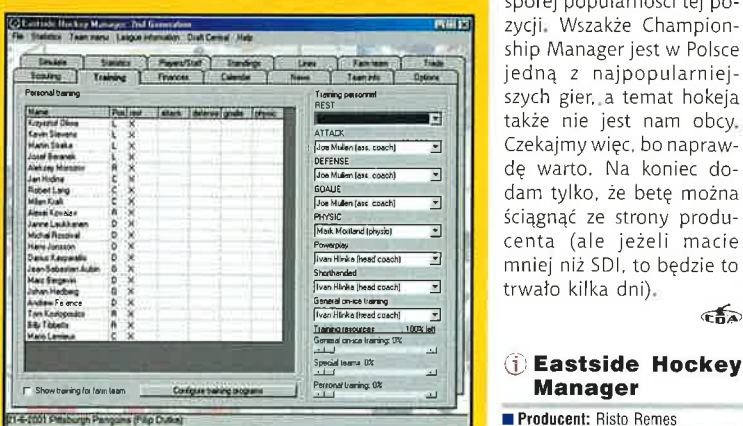 Eastside Hockey Manager: 2nd Generation
File Statistics Team menu League information Draft Central Help
Simulate Statistics Players/Staff Standings Lines Farm team Trade
Scouting Training Finances Calendar News Team info Options
Personal training
Name Pos rest attack defense goalie physic
Krzysztof Oliwa L X
Kevin Stevens L X
Martin Straka L X
Josef Beranek L X
Aleksey Morozov R X
Jan Hrdina C X
Robert Lang C X
Milan Kraft C X
Alexei Kovalev R X
Janne Laukkanen D X
Michal Rozsival D X
Hans Jonsson D X
Darius Kasparaitis D X
Jean-Sebastien Aubin G X
Marc Bergevin D X
Johan Hedberg G X
Andrew Ference D X
Tom Kostopoulos R X
Billy Tibbetts R X
Mario Lemieux C X
Show training for farm team
Configure training programs
Training personnel
REST
ATTACK
Joe Mullen (ass. coach)
DEFENSE
Joe Mullen (ass. coach)
GOALIE
Joe Mullen (ass. coach)
PHYSIC
Mark Mortland (physio)
Powerplay
Ivan Hlinka (head coach)
Shorthanded
Ivan Hlinka (head coach)
General on-ice training
Ivan Hlinka (head coach)
Training resources 100% left
General on-ice training: 0%
Special teams: 0%
Personal training: 0%
21-6-2001 Pittsburgh Penguins (Filip Dutka)
sporej popularności tej po-
zycji. Wszakże Champion-
ship Manager jest w Polsce
jedną z najpopularniej-
szych gier, a temat hokeja
także nie jest nam obcy.
Czekajmy więc, bo napraw-
dę warto. Na koniec do-
dam tylko, że betę można
ściągnąć ze strony produ-
centa (ale jeżeli macie
mniej niż SDI, to będzie to
trwało kilka dni).
CDA
i Eastside Hockey
Manager
Producent: Risto Remes